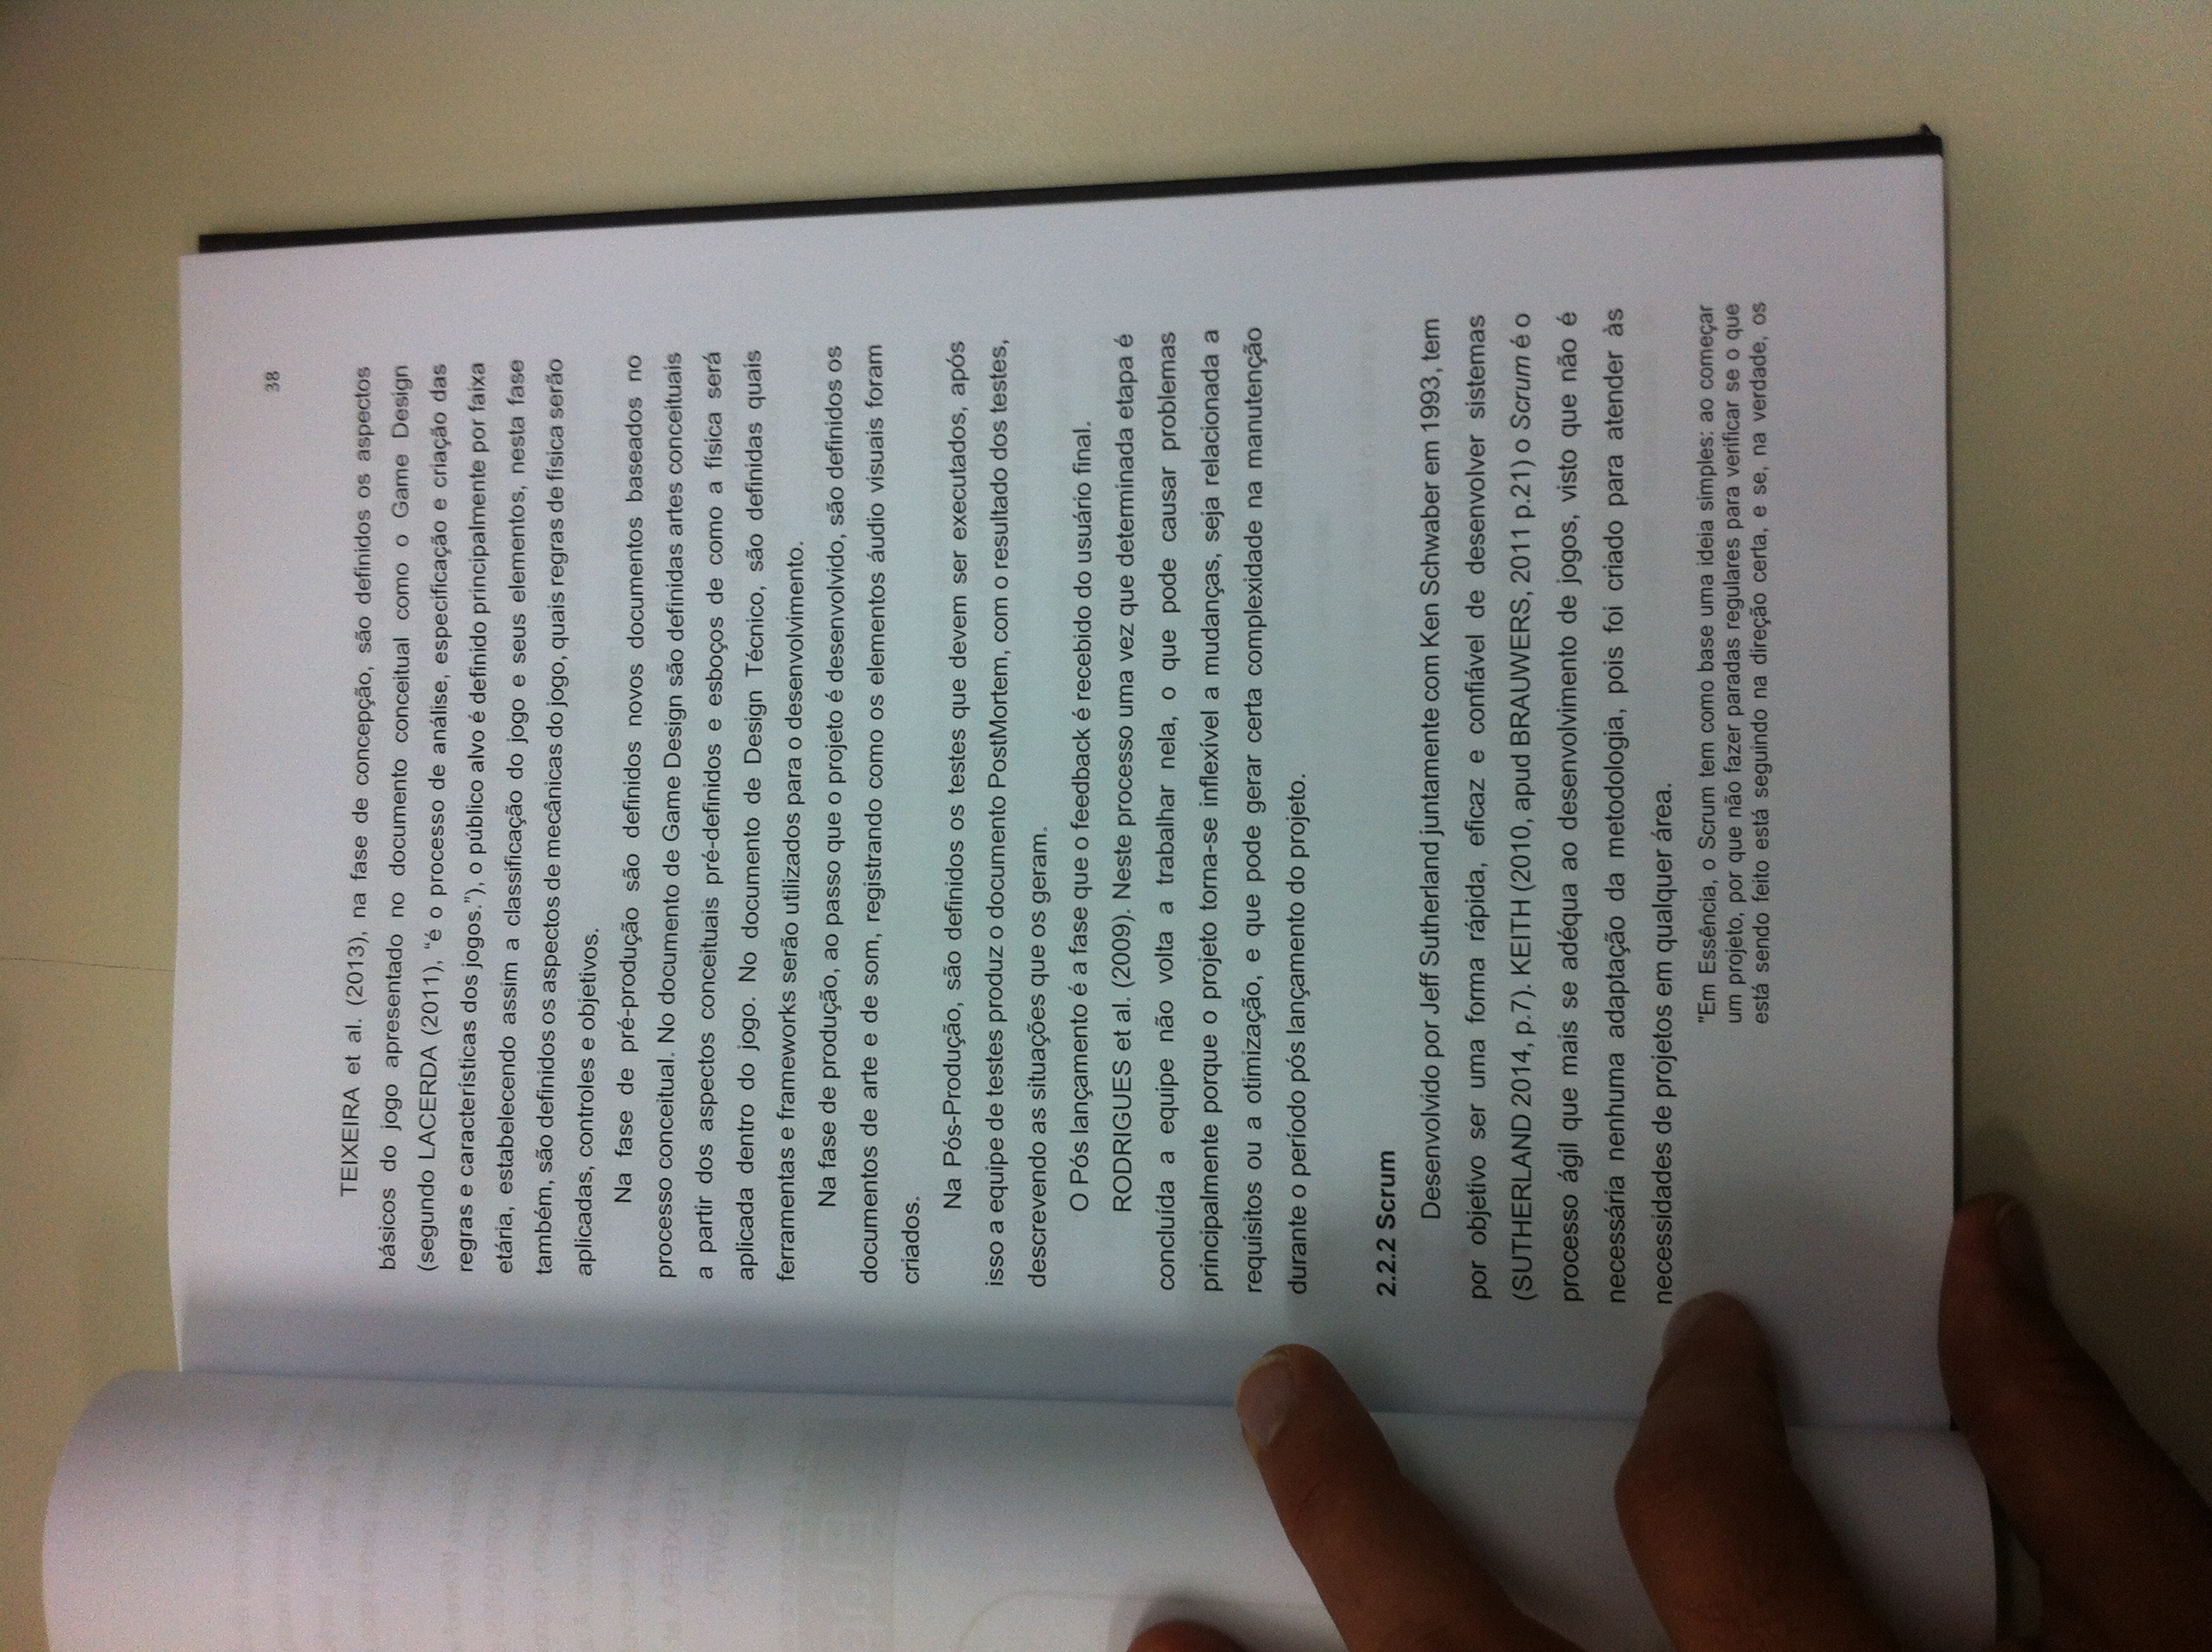 38
TEIXEIRA et al. (2013), na fase de concepção, são definidos os aspectos
básicos do jogo apresentado no documento conceitual como o Game Design
(segundo LACERDA (2011), “é o processo de análise, especificação e criação das
regras e características dos jogos.”), o público alvo é definido principalmente por faixa
etária, estabelecendo assim a classificação do jogo e seus elementos, nesta fase
também, são definidos os aspectos de mecânicas do jogo, quais regras de física serão
aplicadas, controles e objetivos.
Na fase de pré-produção são definidos novos documentos baseados no
processo conceitual. No documento de Game Design são definidas artes conceituais
a partir dos aspectos conceituais pré-definidos e esboços de como a física será
aplicada dentro do jogo. No documento de Design Técnico, são definidas quais
ferramentas e frameworks serão utilizados para o desenvolvimento.
Na fase de produção, ao passo que o projeto é desenvolvido, são definidos os
documentos de arte e de som, registrando como os elementos áudio visuais foram
criados.
Na Pós-Produção, são definidos os testes que devem ser executados, após
isso a equipe de testes produz o documento PostMortem, com o resultado dos testes,
descrevendo as situações que os geram.
O Pós lançamento é a fase que o feedback é recebido do usuário final.
RODRIGUES et al. (2009). Neste processo uma vez que determinada etapa é
concluída a equipe não volta a trabalhar nela, o que pode causar problemas
principalmente porque o projeto torna-se inflexível a mudanças, seja relacionada a
requisitos ou a otimização, e que pode gerar certa complexidade na manutenção
durante o período pós lançamento do projeto.
2.2.2 Scrum
Desenvolvido por Jeff Sutherland juntamente com Ken Schwaber em 1993, tem
por objetivo ser uma forma rápida, eficaz e confiável de desenvolver sistemas
(SUTHERLAND 2014, p.7). KEITH (2010, apud BRAUWERS, 2011 p.21) o Scrum é o
processo ágil que mais se adéqua ao desenvolvimento de jogos, visto que não é
necessária nenhuma adaptação da metodologia, pois foi criado para atender às
necessidades de projetos em qualquer área.
"Em Essência, o Scrum tem como base uma ideia simples: ao começar
um projeto, por que não fazer paradas regulares para verificar se o que
está sendo feito está seguindo na direção certa, e se, na verdade, os